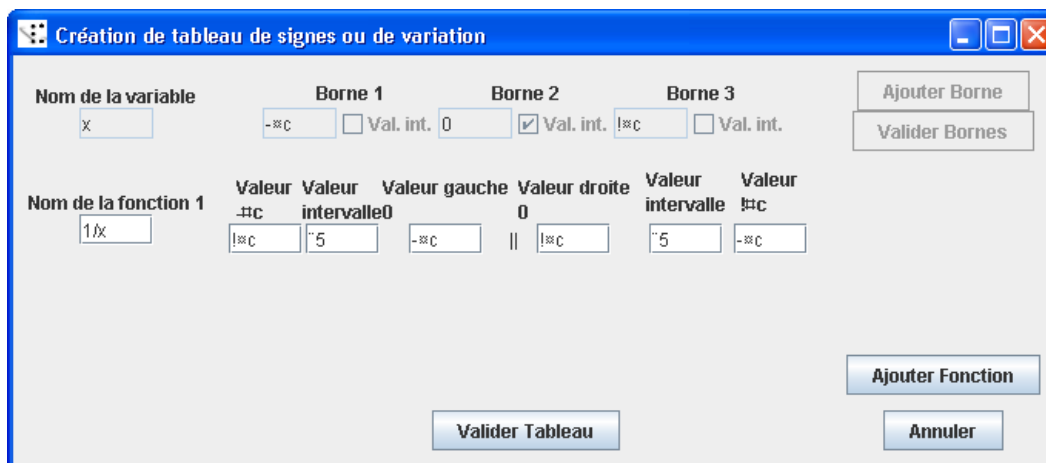 Création de tableau de signes ou de variation
Nom de la variable Borne 1 Borne 2 Borne 3 Ajouter Borne
x -¤c Val. int. 0 Val. int. !¤c Val. int. Valider Bornes
Nom de la fonction 1 Valeur -¤c Valeur intervalle Valeur gauche 0 Valeur droite 0 Valeur intervalle Valeur !¤c
1/x !¤c ¨5 -¤c || !¤c ¨5 -¤c
Ajouter Fonction
Valider Tableau Annuler